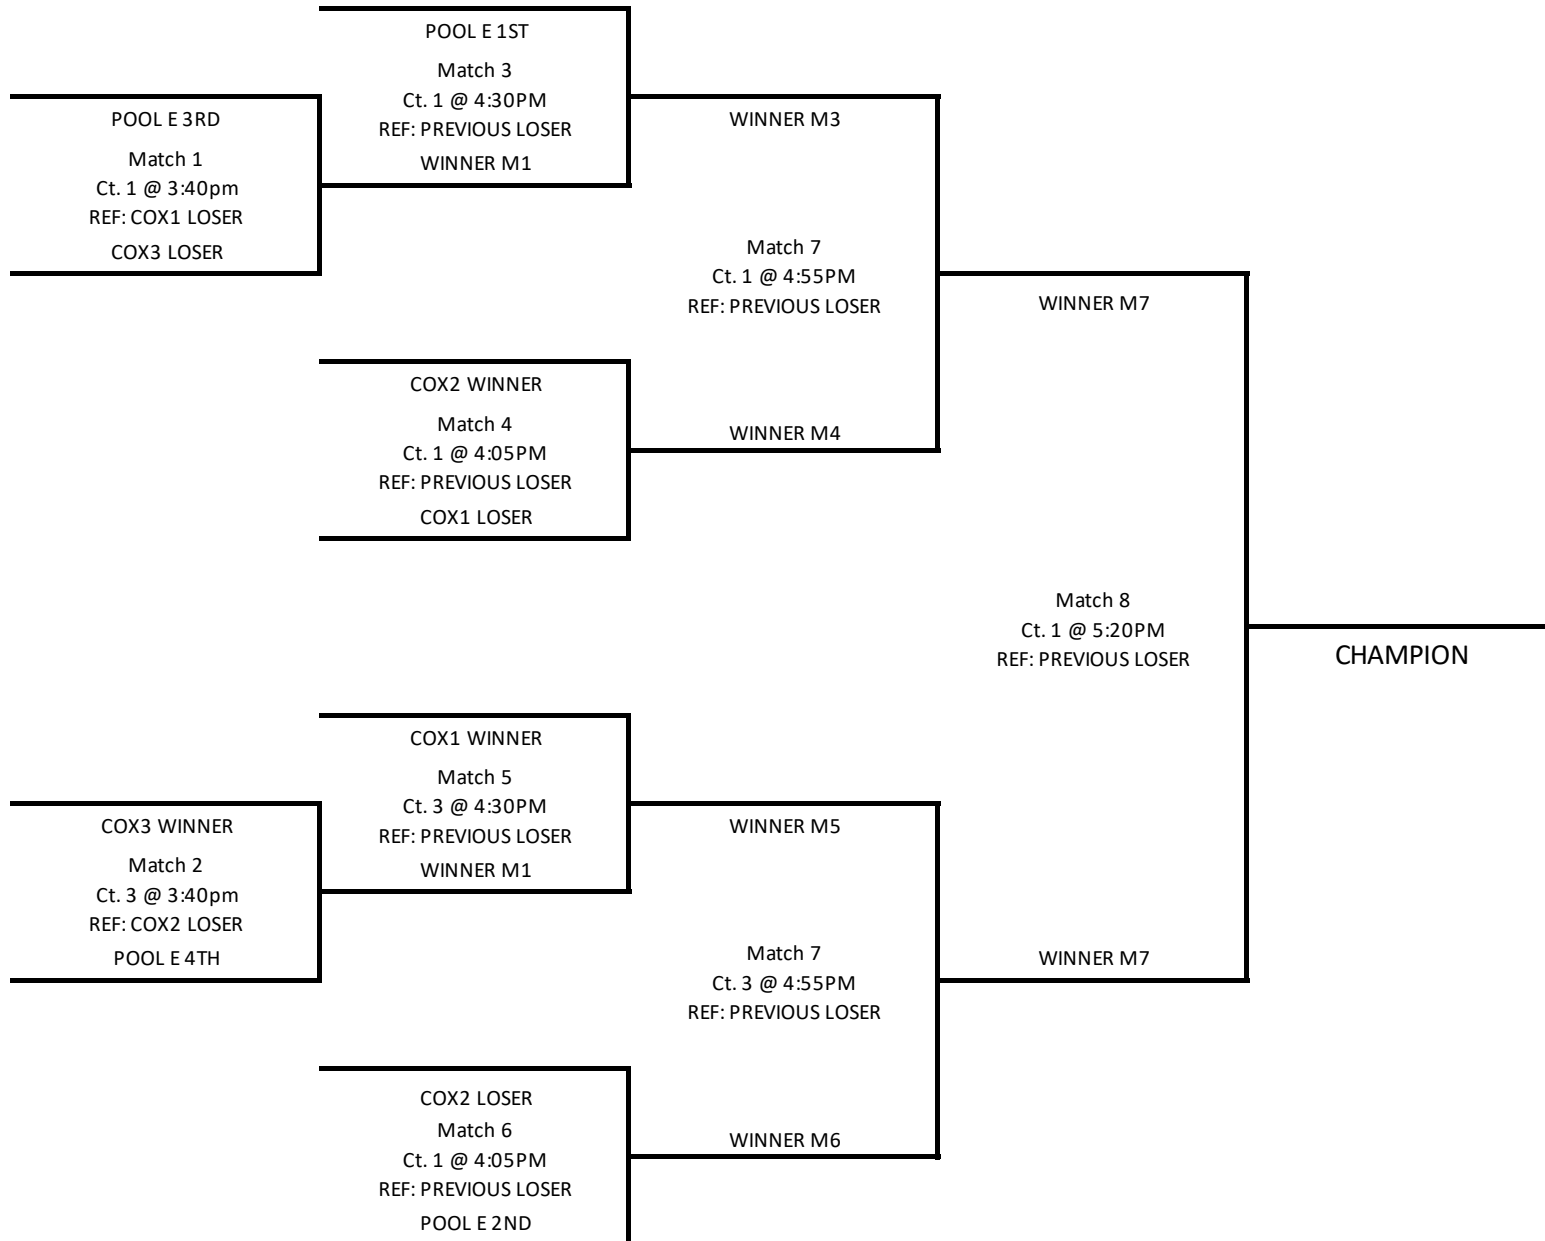 POOL E 1ST
Match 3
Ct. 1 @ 4:30PM
REF: PREVIOUS LOSER
WINNER M1
POOL E 3RD
Match 1
Ct. 1 @ 3:40pm
REF: COX1 LOSER
COX3 LOSER
WINNER M3
Match 7
Ct. 1 @ 4:55PM
REF: PREVIOUS LOSER
WINNER M4
WINNER M7
COX2 WINNER
Match 4
Ct. 1 @ 4:05PM
REF: PREVIOUS LOSER
COX1 LOSER
Match 8
Ct. 1 @ 5:20PM
REF: PREVIOUS LOSER
CHAMPION
COX1 WINNER
Match 5
Ct. 3 @ 4:30PM
REF: PREVIOUS LOSER
WINNER M1
COX3 WINNER
Match 2
Ct. 3 @ 3:40pm
REF: COX2 LOSER
POOL E 4TH
WINNER M5
Match 7
Ct. 3 @ 4:55PM
REF: PREVIOUS LOSER
WINNER M6
WINNER M7
COX2 LOSER
Match 6
Ct. 1 @ 4:05PM
REF: PREVIOUS LOSER
POOL E 2ND